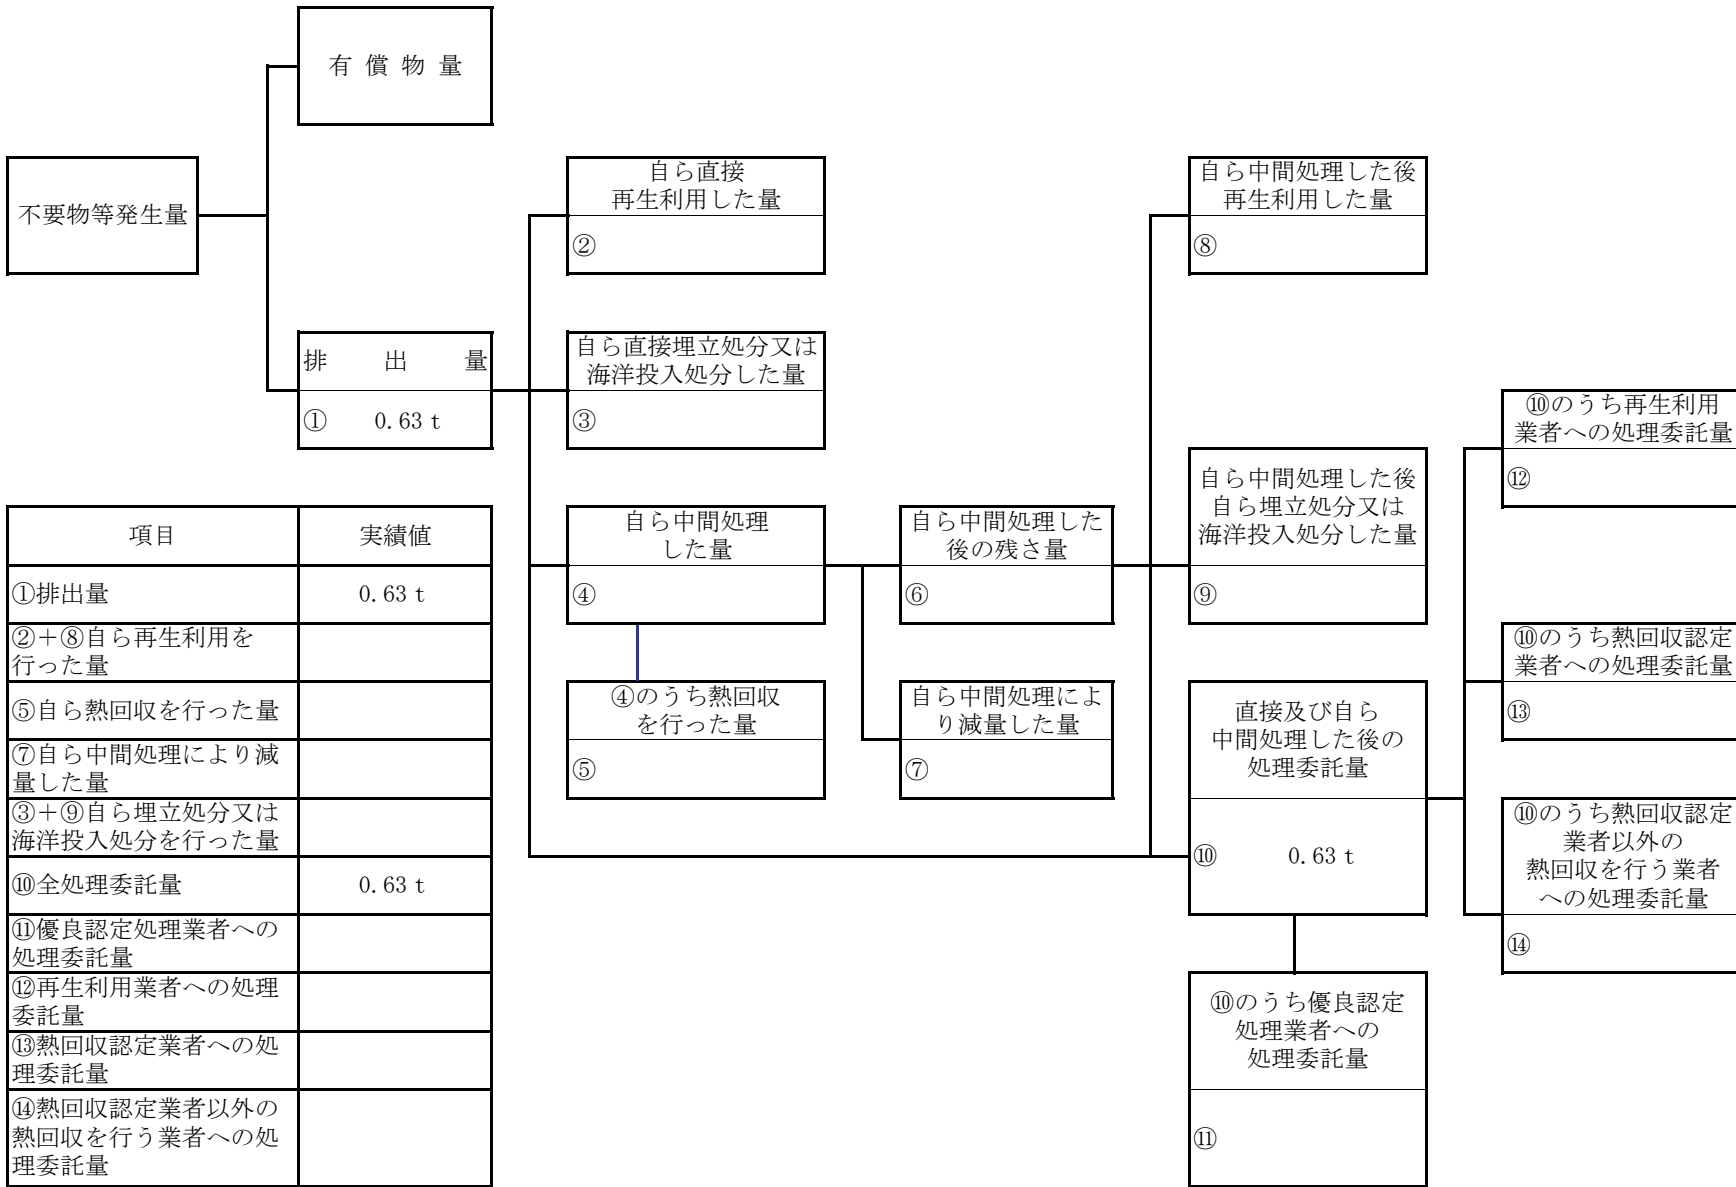 有 償 物 量
不要物等発生量
自ら直接
再生利用した量
②
自ら中間処理した後
再生利用した量
⑧
排 出 量
① 0.63 t
自ら直接埋立処分又は
海洋投入処分した量
③
⑩のうち再生利用
業者への処理委託量
⑫
自ら中間処理
した量
④
自ら中間処理した
後の残さ量
⑥
自ら中間処理した後
自ら埋立処分又は
海洋投入処分した量
⑨
④のうち熱回収
を行った量
⑤
自ら中間処理によ
り減量した量
⑦
直接及び自ら
中間処理した後の
処理委託量
⑩ 0.63 t
⑩のうち熱回収認定
業者への処理委託量
⑬
⑩のうち熱回収認定
業者以外の
熱回収を行う業者
への処理委託量
⑭
⑩のうち優良認定
処理業者への
処理委託量
⑪
項目 実績値
①排出量 0.63 t
②+⑧自ら再生利用を
行った量
⑤自ら熱回収を行った量
⑦自ら中間処理により減
量した量
③+⑨自ら埋立処分又は
海洋投入処分を行った量
⑩全処理委託量 0.63 t
⑪優良認定処理業者への
処理委託量
⑫再生利用業者への処理
委託量
⑬熱回収認定業者への処
理委託量
⑭熱回収認定業者以外の
熱回収を行う業者への処
理委託量